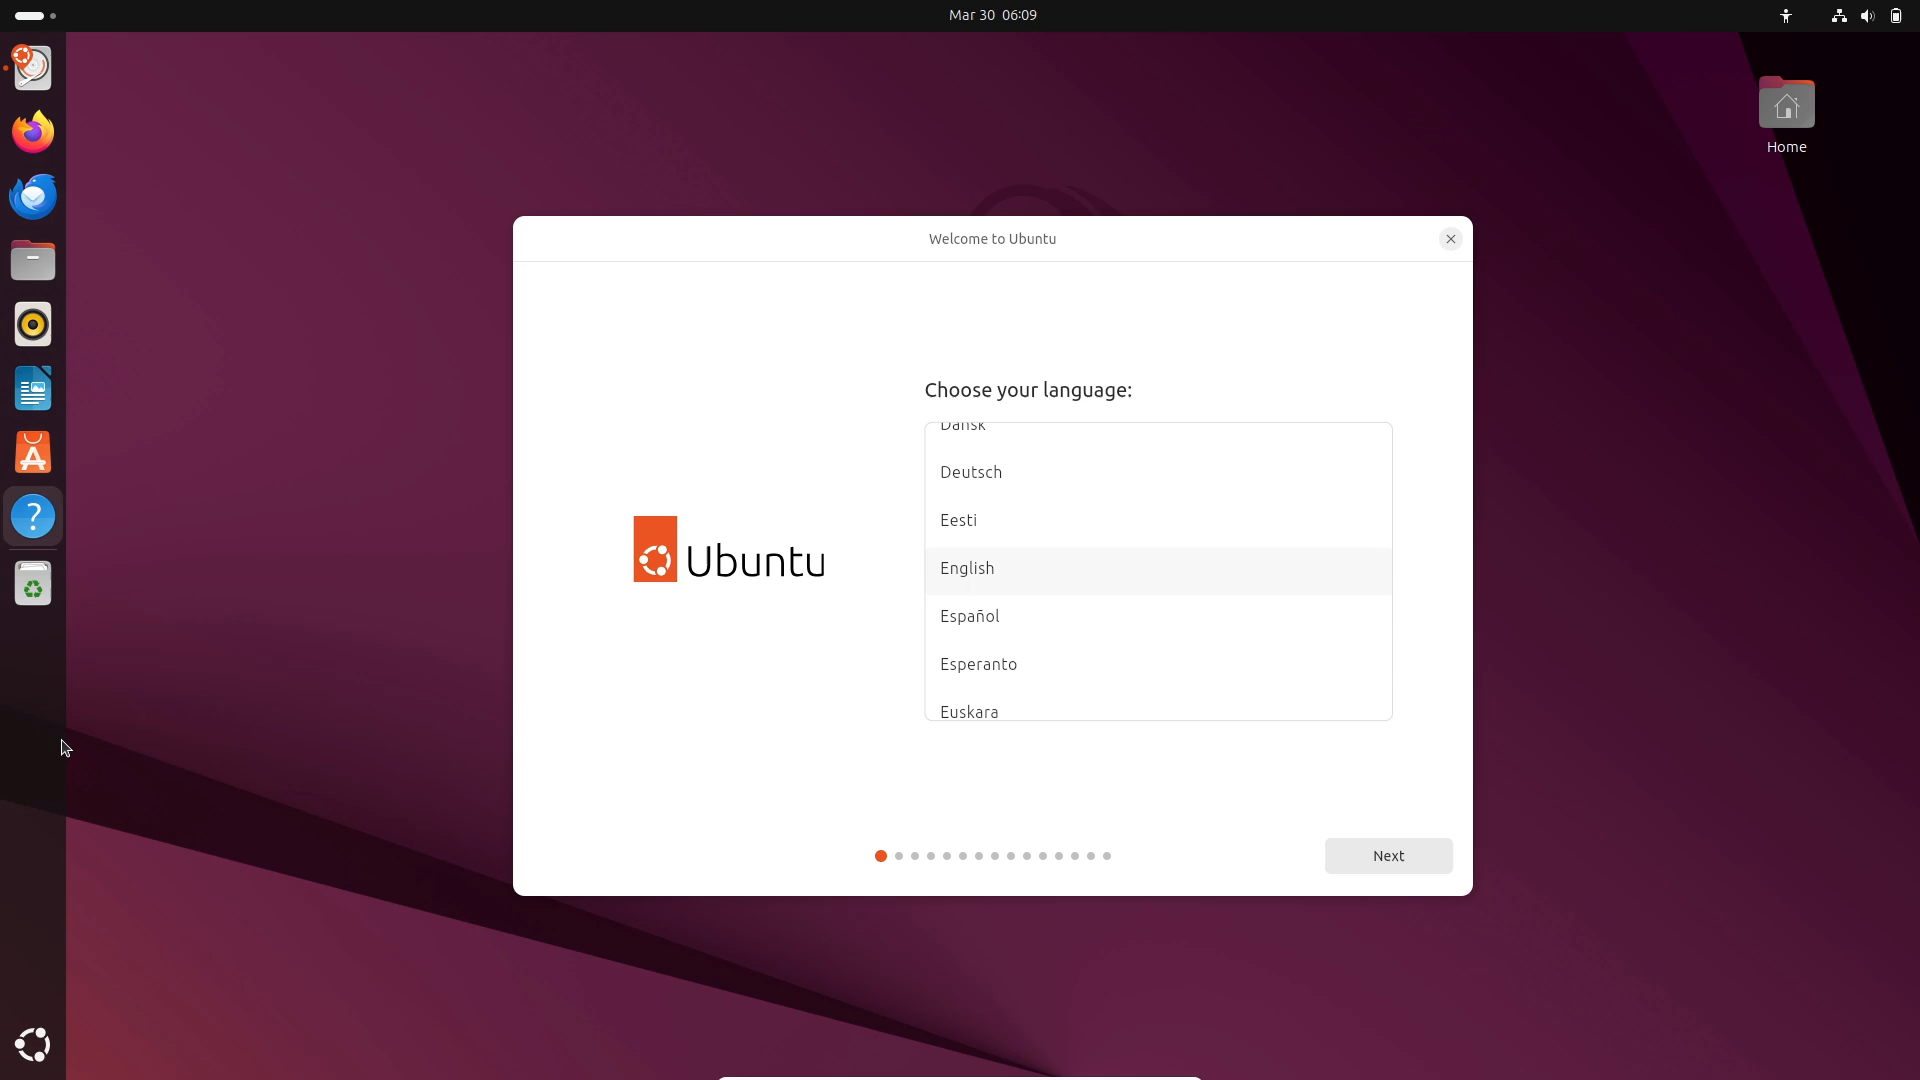 Mar 30 06:09
Home
Welcome to Ubuntu
Choose your language:
Dansk
Deutsch
Eesti
English
Español
Esperanto
Euskara
Ubuntu
Next